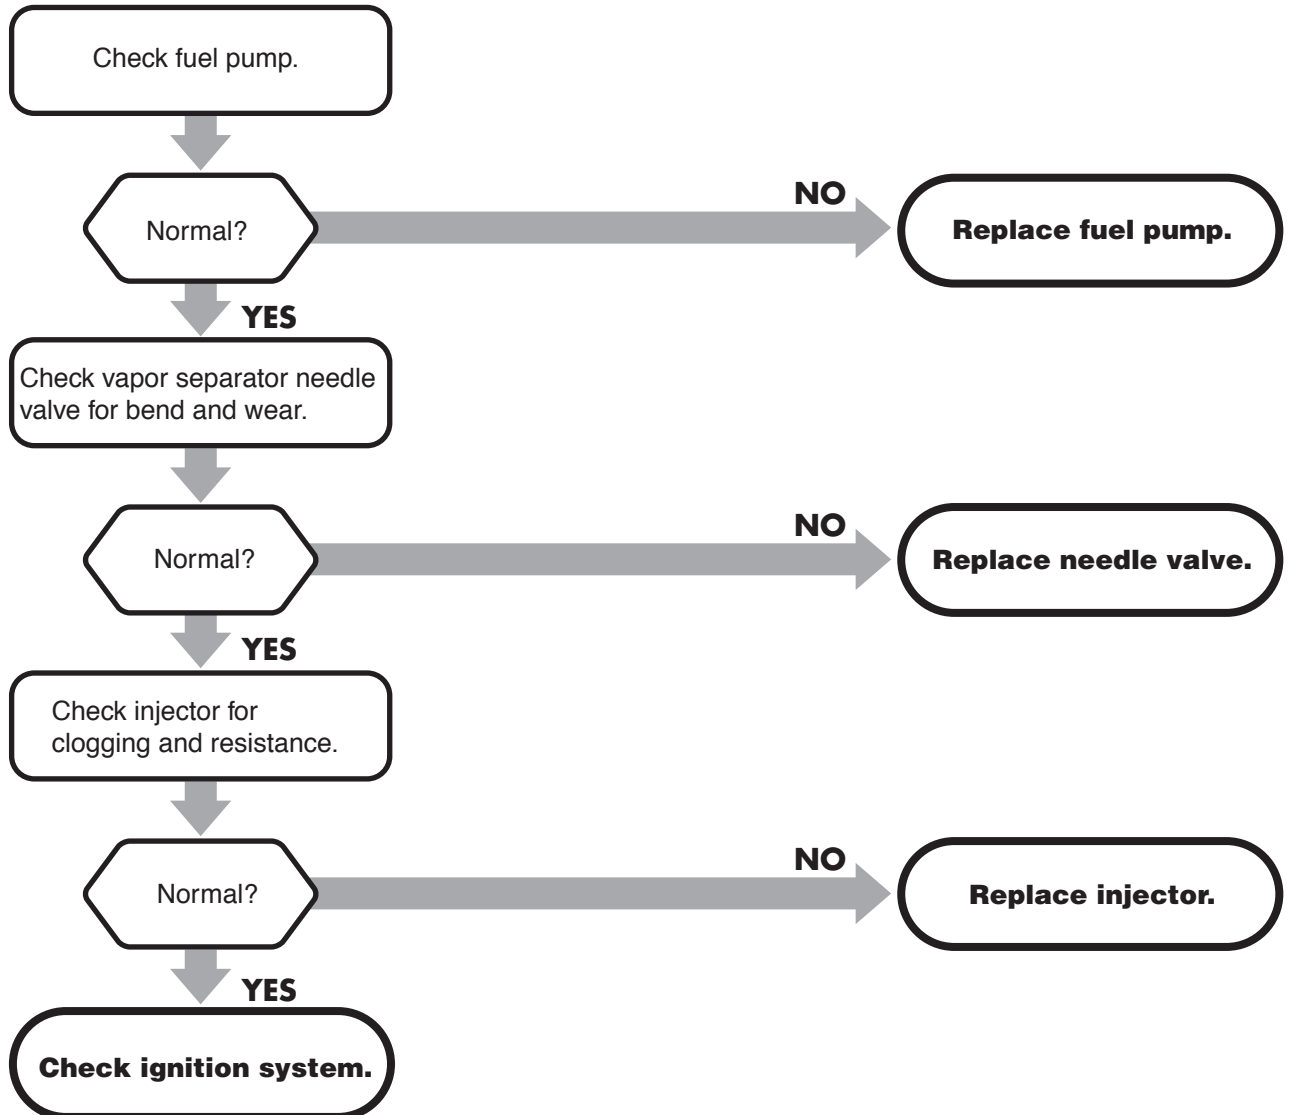 Check fuel pump.
Normal?
NO
Replace fuel pump.
YES
Check vapor separator needle
valve for bend and wear.
Normal?
NO
Replace needle valve.
YES
Check injector for
clogging and resistance.
Normal?
NO
Replace injector.
YES
Check ignition system.